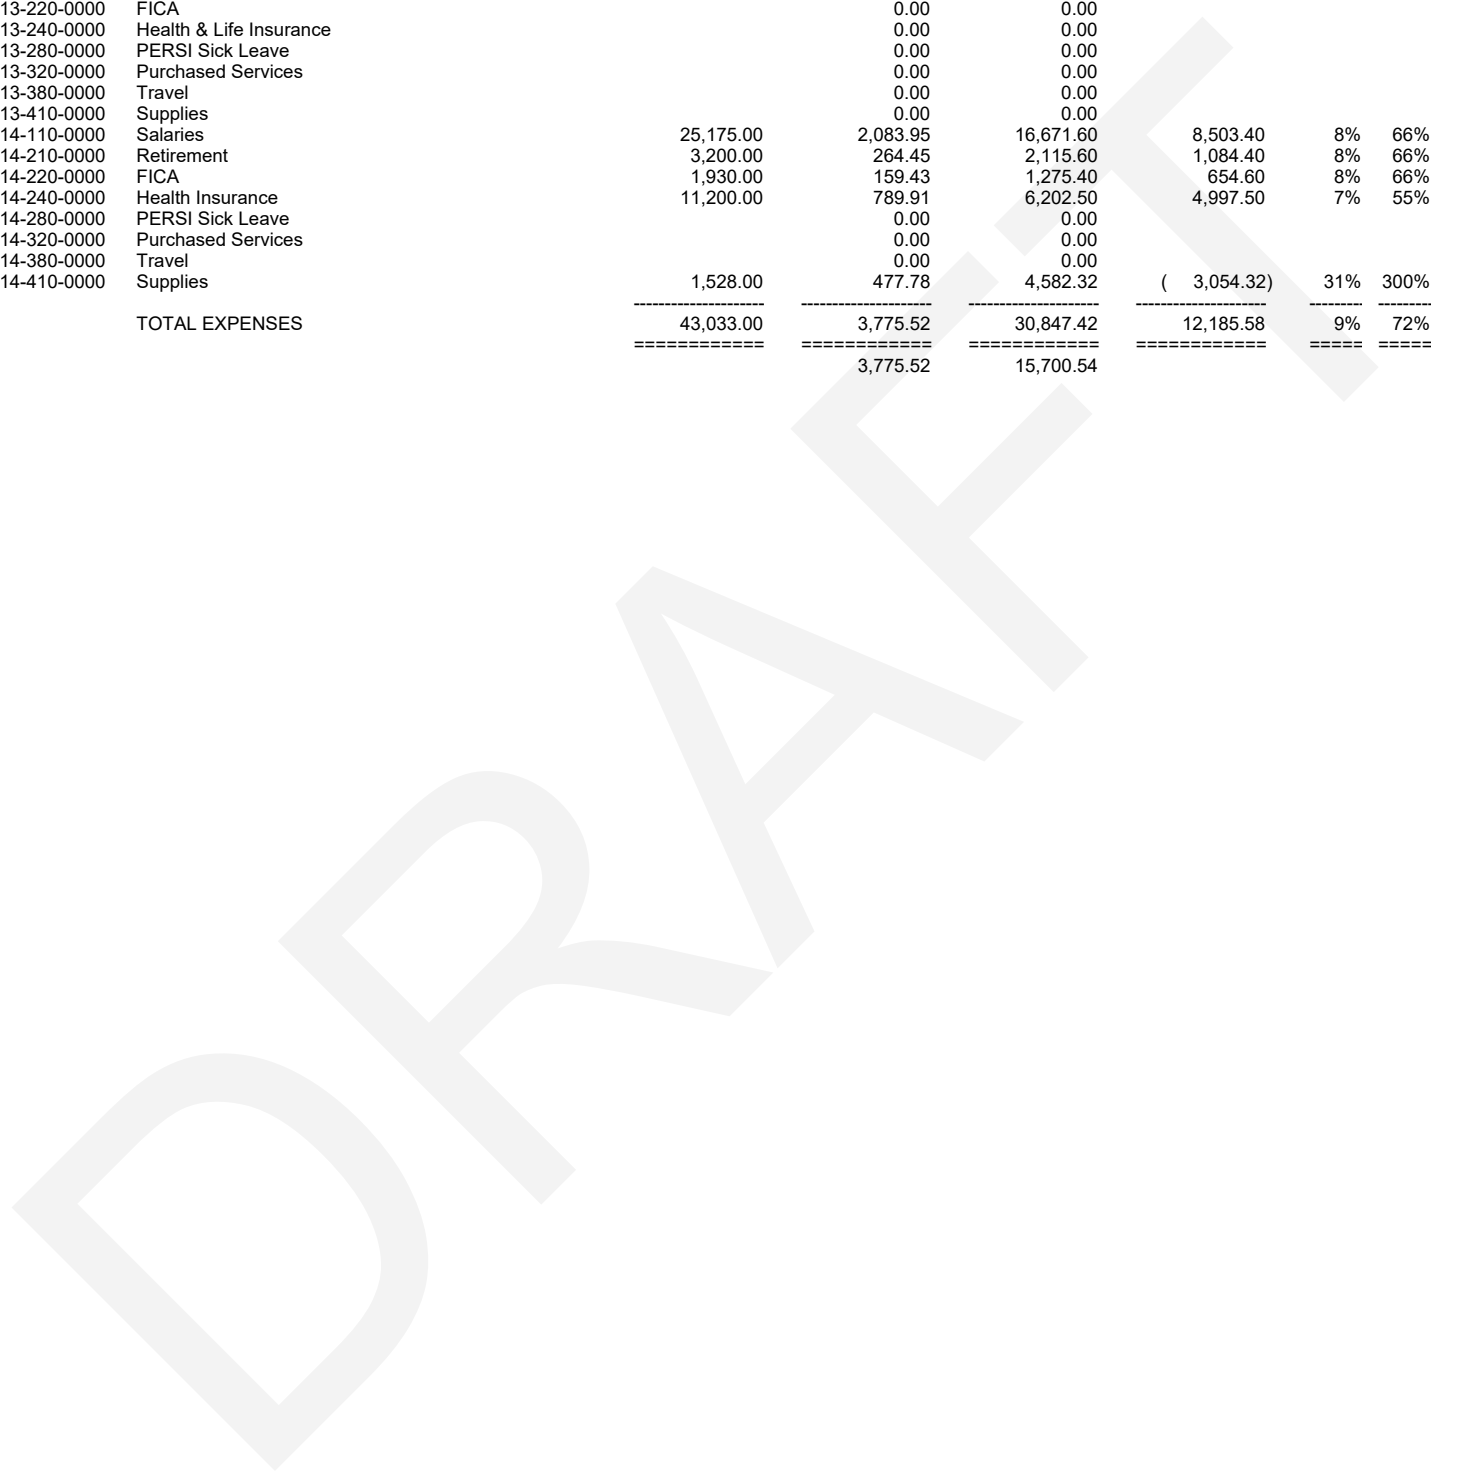 13-220-0000 FICA 0.00 0.00
13-240-0000 Health & Life Insurance 0.00 0.00
13-280-0000 PERSI Sick Leave 0.00 0.00
13-320-0000 Purchased Services 0.00 0.00
13-380-0000 Travel 0.00 0.00
13-410-0000 Supplies 0.00 0.00
14-110-0000 Salaries 25,175.00 2,083.95 16,671.60 8,503.40 8% 66%
14-210-0000 Retirement 3,200.00 264.45 2,115.60 1,084.40 8% 66%
14-220-0000 FICA 1,930.00 159.43 1,275.40 654.60 8% 66%
14-240-0000 Health Insurance 11,200.00 789.91 6,202.50 4,997.50 7% 55%
14-280-0000 PERSI Sick Leave 0.00 0.00
14-320-0000 Purchased Services 0.00 0.00
14-380-0000 Travel 0.00 0.00
14-410-0000 Supplies 1,528.00 477.78 4,582.32 ( 3,054.32) 31% 300%
--------------------- --------------------- --------------------- --------------------- -------- --------
TOTAL EXPENSES 43,033.00 3,775.52 30,847.42 12,185.58 9% 72%
============ ============ ============ ============ ===== =====
3,775.52 15,700.54
DRAFT